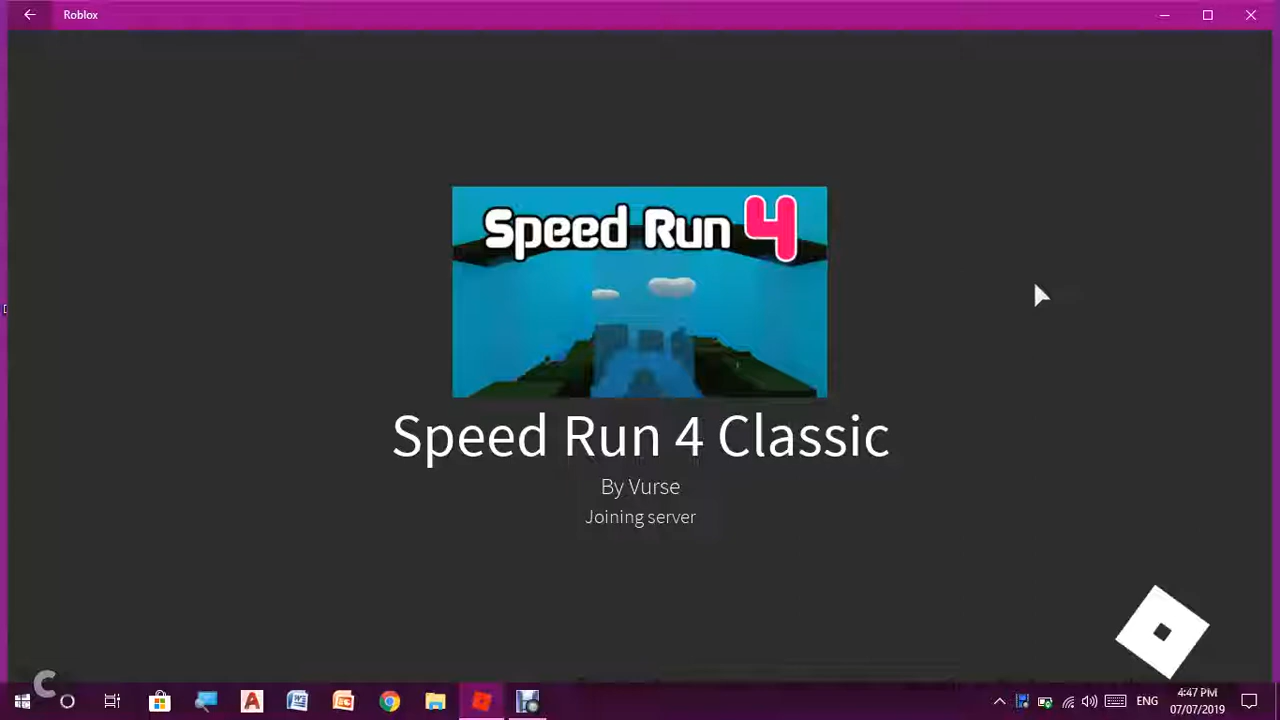 Roblox
Speed Run 4
Speed Run 4 Classic
By Vurse
Joining server
C
ENG
4:47 PM
07/07/2019